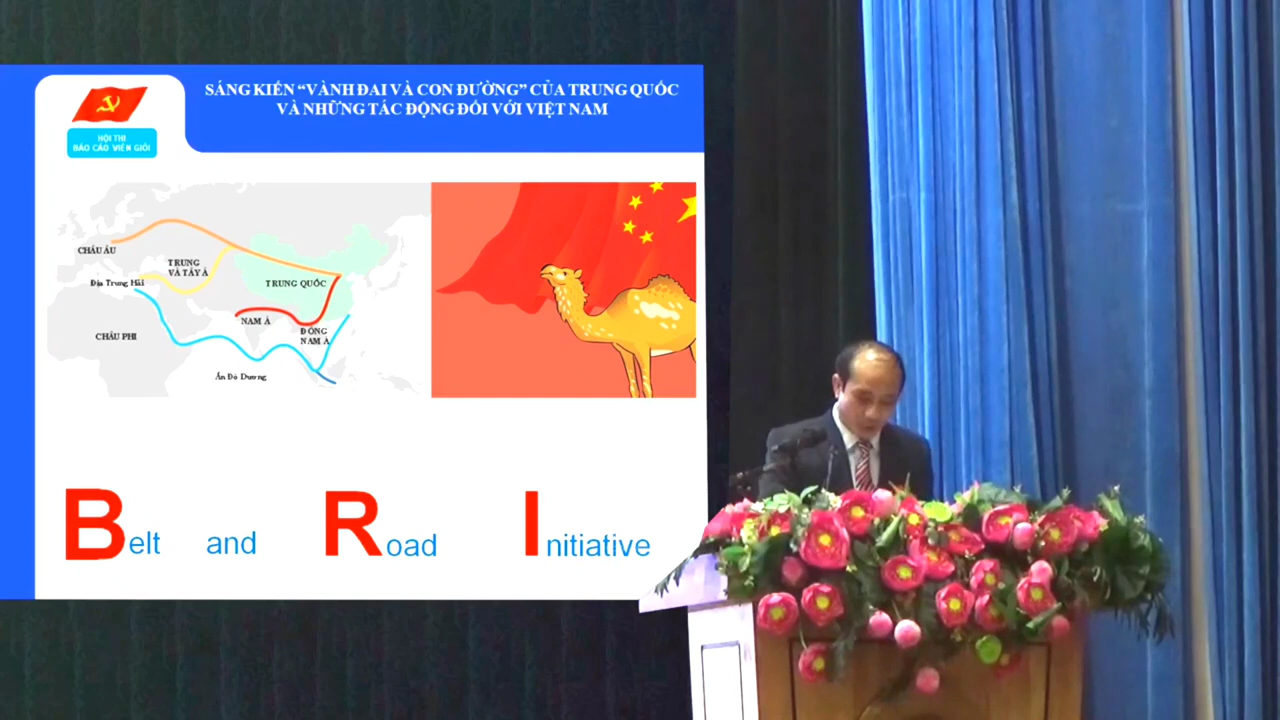 SÁNG KIẾN “VÀNH ĐAI VÀ CON ĐƯỜNG” CỦA TRUNG QUỐC
VÀ NHỮNG TÁC ĐỘNG ĐỐI VỚI VIỆT NAM
HỘI THI
BÁO CÁO VIÊN GIỎI
CHÂU ÂU
TRUNG
VÀ TÂY Á
Địa Trung Hải
TRUNG QUỐC
NAM Á
ĐÔNG
NAM Á
CHÂU PHI
Ấn Độ Dương
Belt and Road Initiative